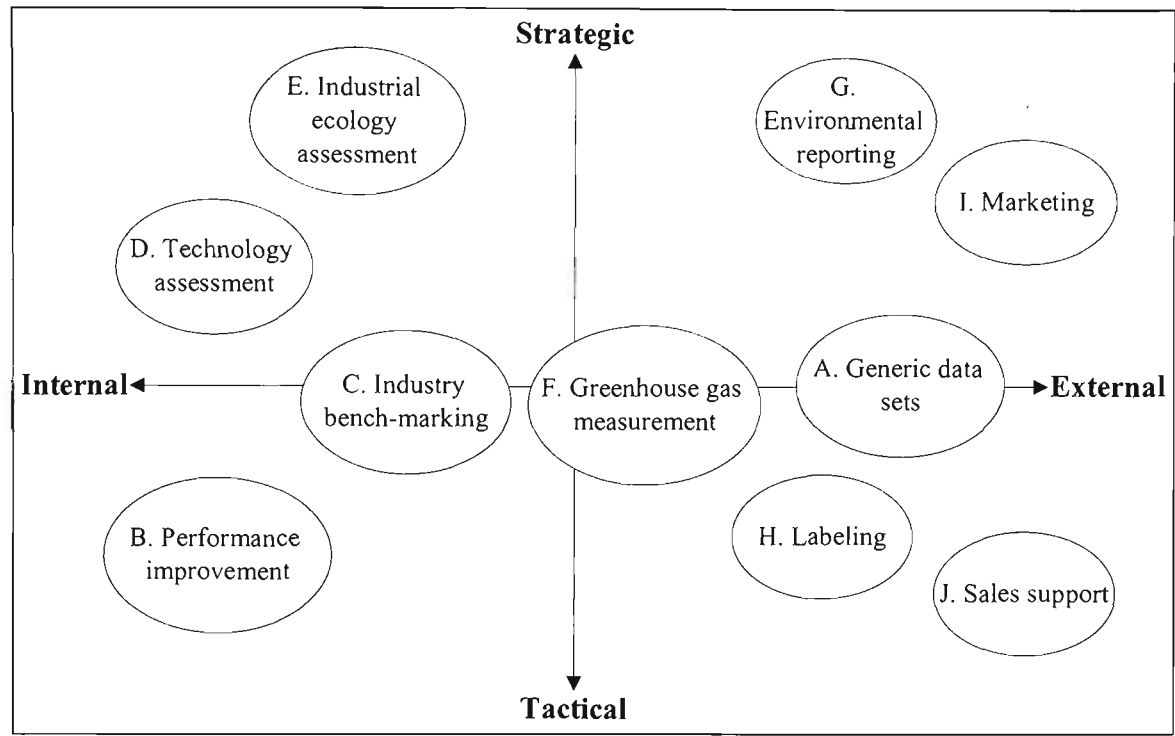 Strategic
E. Industrial
ecology
assessment
G.
Environmental
reporting
I. Marketing
D. Technology
assessment
Internal
C. Industry
bench-marking
F. Greenhouse gas
measurement
A. Generic data
sets
External
B. Performance
improvement
H. Labeling
J. Sales support
Tactical